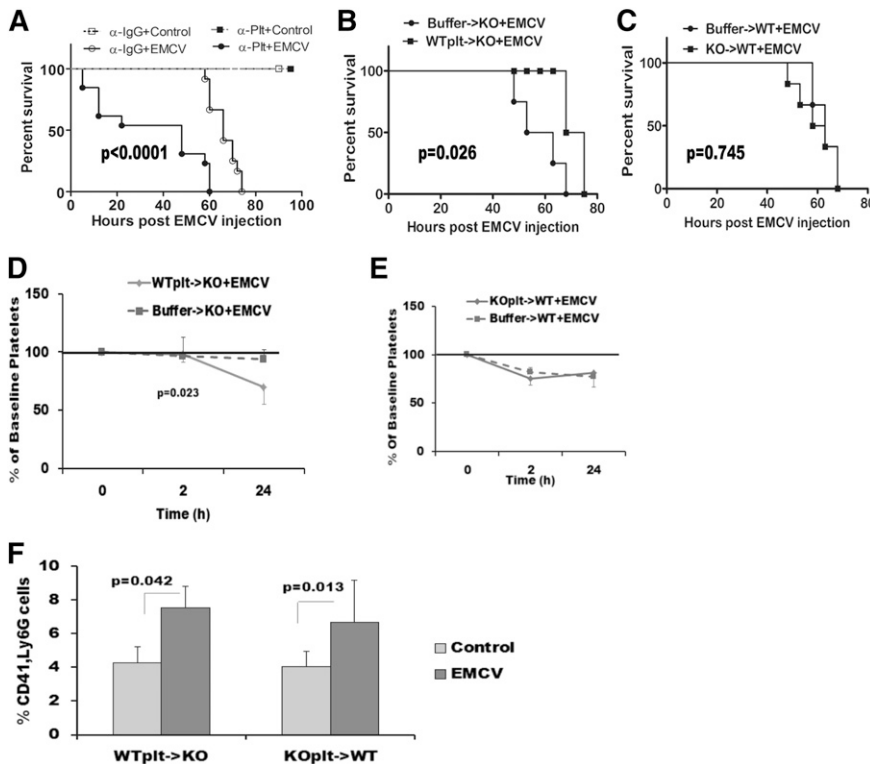 A
α-IgG+Control
α-Plt+Control
α-IgG+EMCV
α-Plt+EMCV
Percent survival
100
50
0
p<0.0001
0 20 40 60 80 100
Hours post EMCV injection
B
Buffer->KO+EMCV
WTplt->KO+EMCV
Percent survival
100
50
0
p=0.026
0 20 40 60 80
Hours post EMCV injection
C
Buffer->WT+EMCV
KO->WT+EMCV
Percent survival
100
50
0
p=0.745
0 20 40 60 80
Hours post EMCV injection
D
WTplt->KO+EMCV
Buffer->KO+EMCV
% of Baseline Platelets
150
100
50
0
p=0.023
0 2 24
Time (h)
E
KOplt->WT+EMCV
Buffer->WT+EMCV
% Of Baseline Platelets
150
100
50
0
0 2 24
Time (h)
F
% CD41,Ly6G cells
10
8
6
4
2
0
p=0.042
p=0.013
Control
EMCV
WTplt->KO
KOplt->WT